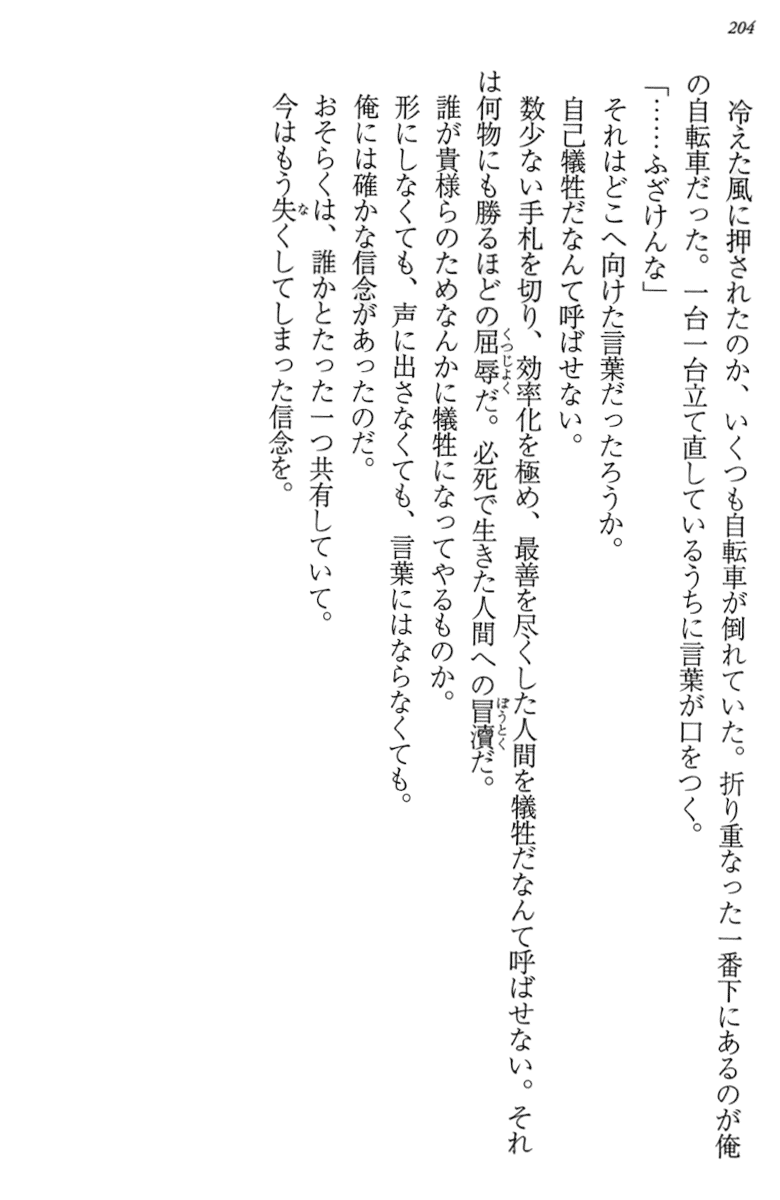 204
冷えた風に押されたのか、いくつも自転車が倒れていた。折り重なった一番下にあるのが俺
の自転車だった。一台一台立て直しているうちに言葉が口をつく。
「……ふざけんな」
それはどこへ向けた言葉だったろうか。
自己犠牲だなんて呼ばせない。
数少ない手札を切り、効率化を極め、最善を尽くした人間を犠牲だなんて呼ばせない。それ
は何物にも勝るほどの屈辱だ。必死で生きた人間への冒瀆だ。
誰が貴様らのためなんかに犠牲になってやるものか。
形にしなくても、声に出さなくても、言葉にはならなくても。
俺には確かな信念があったのだ。
おそらくは、誰かとたった一つ共有していて。
今はもう失くしてしまった信念を。